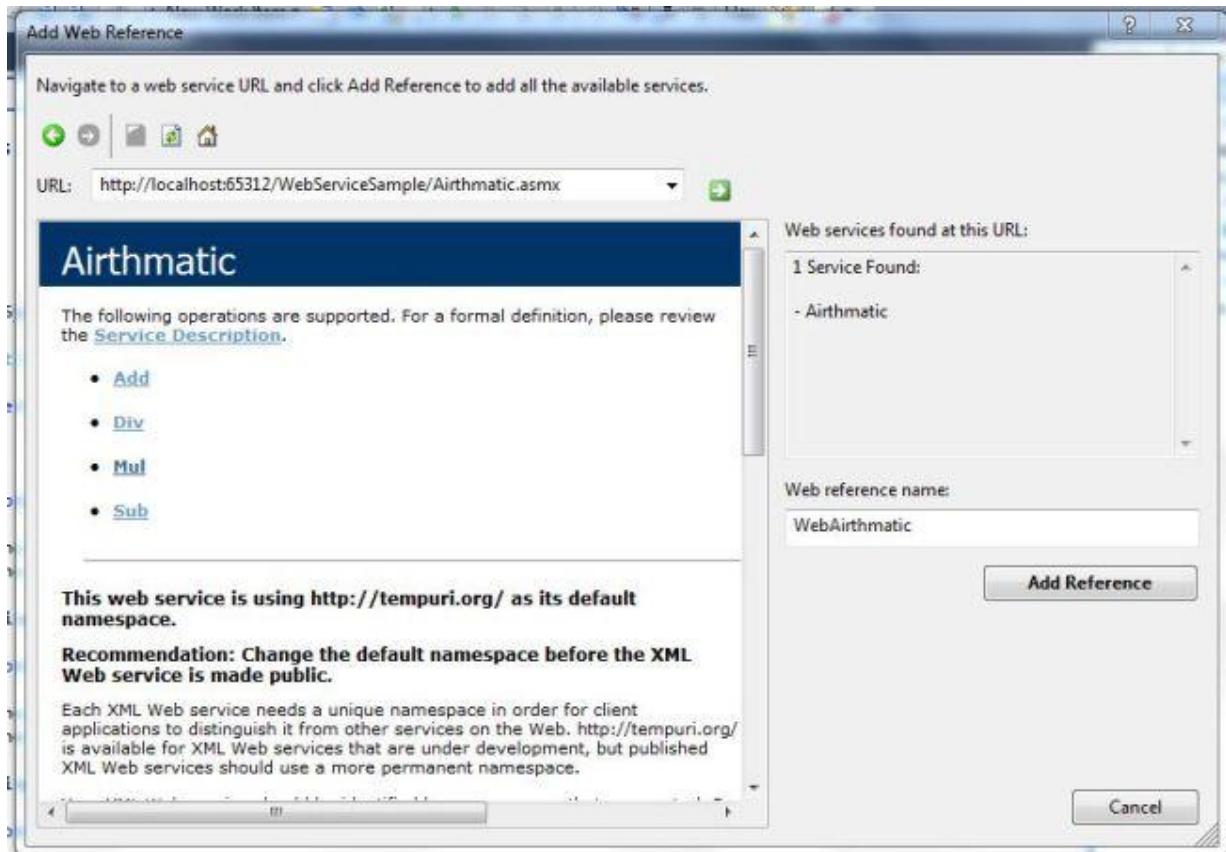 Add Web Reference
Navigate to a web service URL and click Add Reference to add all the available services.
URL: http://localhost:65312/WebServiceSample/Airthmatic.asmx
Airthmatic
The following operations are supported. For a formal definition, please review
the Service Description.
Add
Div
Mul
Sub
This web service is using http://tempuri.org/ as its default
namespace.
Recommendation: Change the default namespace before the XML
Web service is made public.
Each XML Web service needs a unique namespace in order for client
applications to distinguish it from other services on the Web. http://tempuri.org/
is available for XML Web services that are under development, but published
XML Web services should use a more permanent namespace.
Web services found at this URL:
1 Service Found:
- Airthmatic
Web reference name:
WebAirthmatic
Add Reference
Cancel